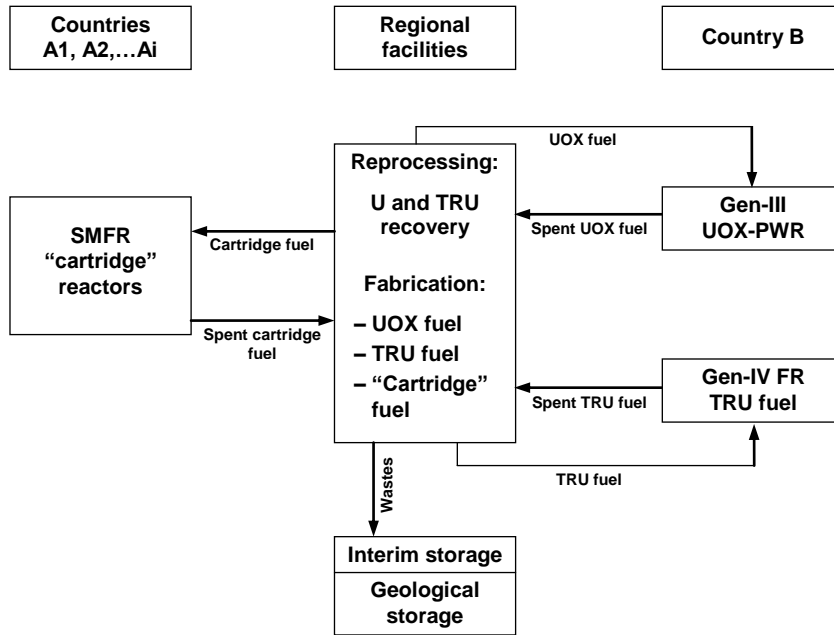 Countries
A1, A2,…Ai
Regional
facilities
Country B
UOX fuel
Reprocessing:
U and TRU
recovery
Fabrication:
– UOX fuel
– TRU fuel
– “Cartridge”
fuel
SMFR
“cartridge”
reactors
Cartridge fuel
Spent cartridge
fuel
Gen-III
UOX-PWR
Spent UOX fuel
Gen-IV FR
TRU fuel
Spent TRU fuel
TRU fuel
Wastes
Interim storage
Geological
storage